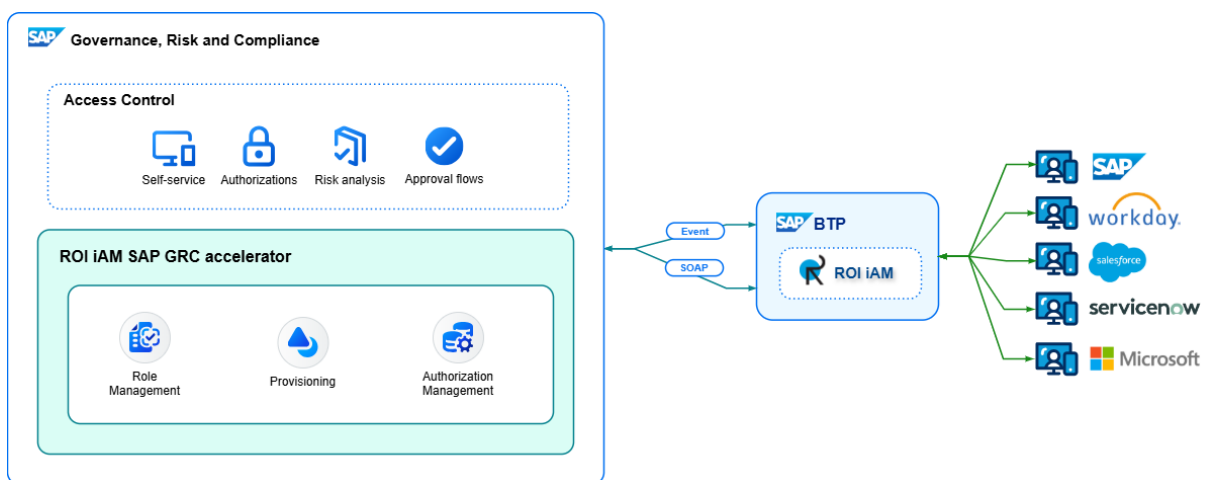 SAP Governance, Risk and Compliance
Access Control
Self-service
Authorizations
Risk analysis
Approval flows
ROI iAM SAP GRC accelerator
Role
Management
Provisioning
Authorization
Management
Event
SOAP
SAP BTP
ROI iAM
SAP
workday.
salesforce
servicenow
Microsoft